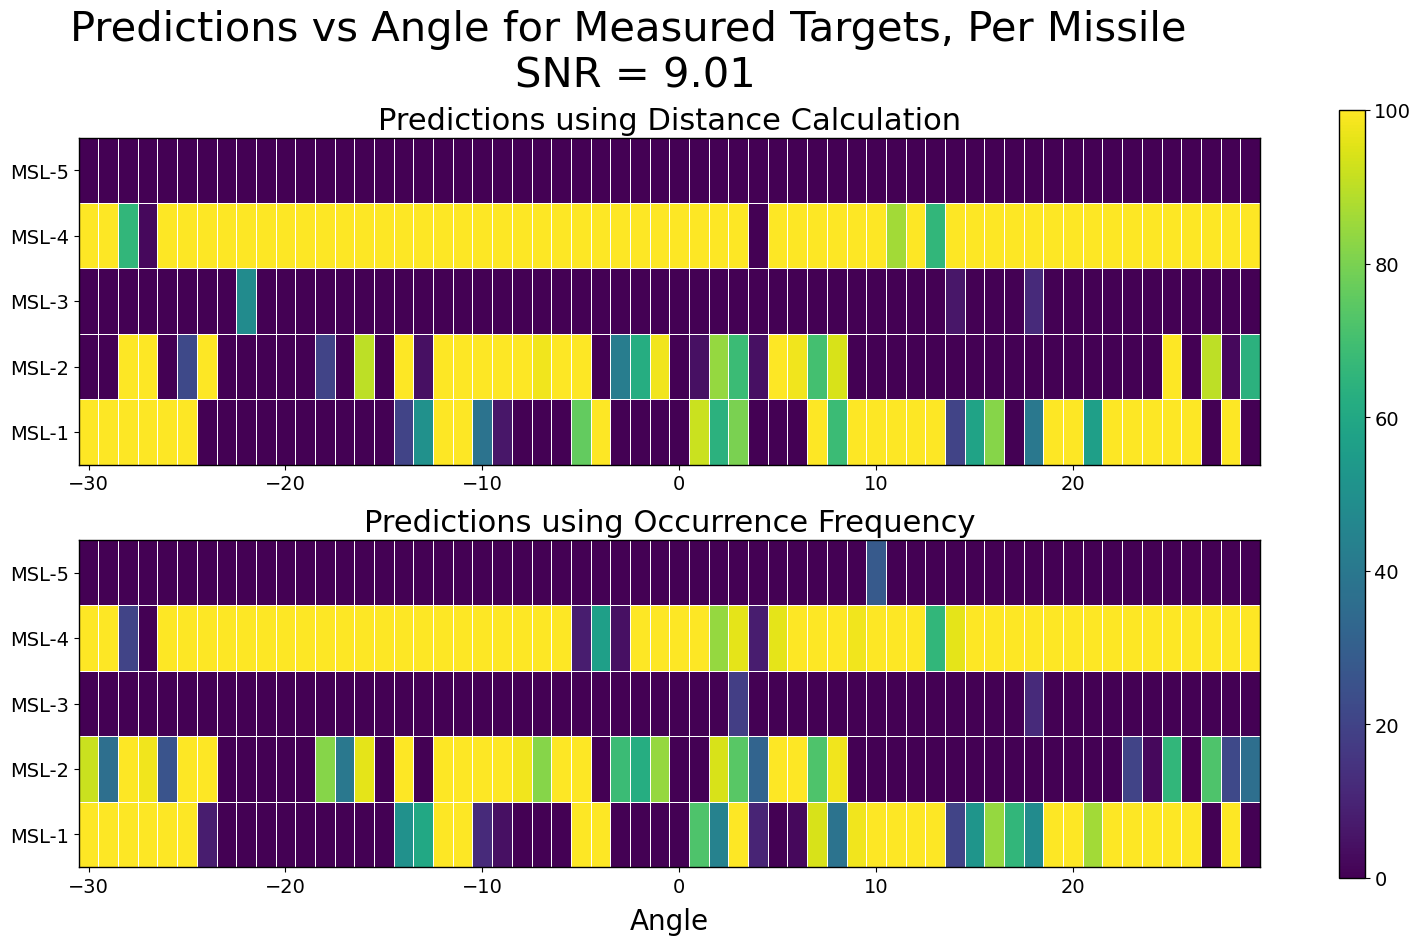 Predictions vs Angle for Measured Targets, Per Missile
SNR = 9.01
Predictions using Distance Calculation
MSL-5
MSL-4
MSL-3
MSL-2
MSL-1
−30 −20 −10 0 10 20
Predictions using Occurrence Frequency
MSL-5
MSL-4
MSL-3
MSL-2
MSL-1
−30 −20 −10 0 10 20
Angle
100
80
60
40
20
0